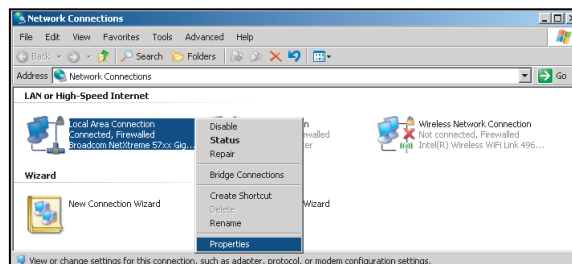 Network Connections
File Edit View Favorites Tools Advanced Help
Back Search Folders
Address Network Connections Go
LAN or High-Speed Internet
Local Area Connection
Connected, Firewalled
Broadcom NetXtreme 57xx Gig...
Disable
Status
Repair
Bridge Connections
Create Shortcut
Delete
Rename
Properties
Wireless Network Connection
Not connected, Firewalled
Intel(R) Wireless WiFi Link 496...
Wizard
New Connection Wizard
Wizard
View or change settings for this connection, such as adapter, protocol, or modem configuration settings.